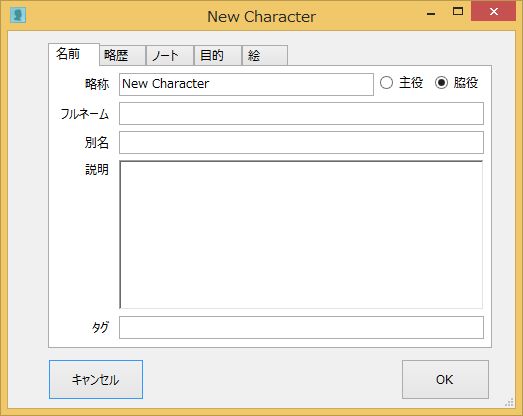 New Character
名前 略歴 ノート 目的 絵
略称 New Character 主役 脇役
フルネーム
別名
説明
タグ
キャンセル OK